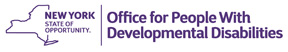 NEW YORK
STATE OF
OPPORTUNITY.
Office for People With
Developmental Disabilities